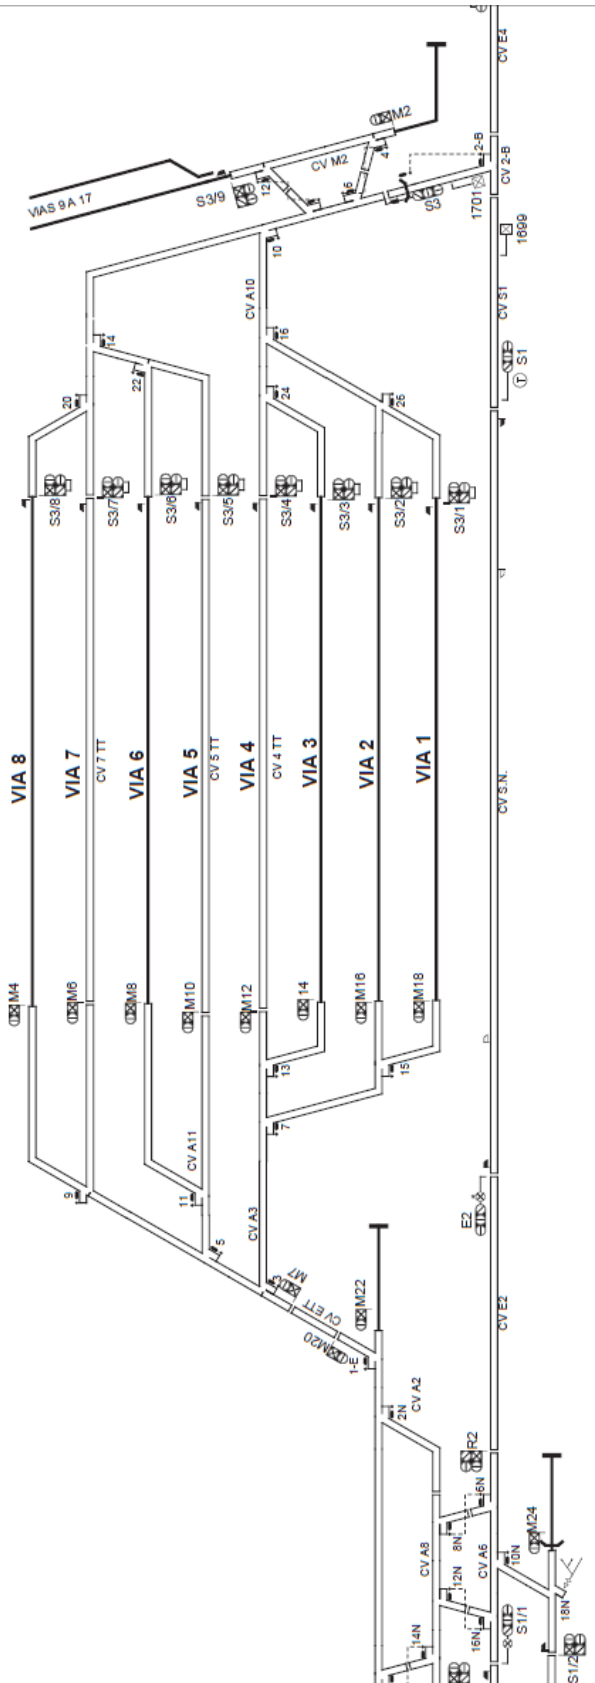 CV E4
M2
CV M2
4
2-B
CV 2-B
12
6
S3/9
VIAS 9 A 17
S3
1701
1699
10
CV A10
CV S1
14
16
S1
T
22
20
24
26
S3/8
S3/7
S3/6
S3/5
S3/4
S3/3
S3/2
S3/1
VIA 8
VIA 7
CV 7 TT
VIA 6
VIA 5
CV 5 TT
VIA 4
CV 4 TT
VIA 3
VIA 2
VIA 1
CV S.N.
M4
M6
M8
M10
M12
14
M16
M18
13
15
7
CV A11
9
11
CV A3
E2
5
3
M7
CV ETT
M22
CV E2
M20
1-E
2N
CV A2
R2
6N
8N
M24
CV A8
CV A6
10N
12N
18N
S1/1
16N
14N
S1/2